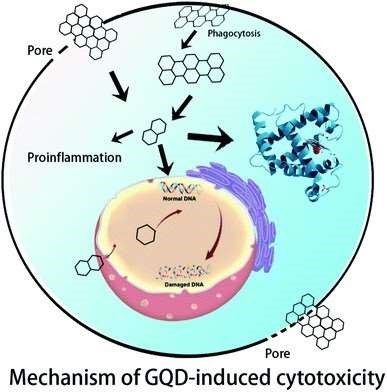 Phagocytosis
Pore
Proinflammation
Normal DNA
Damaged DNA
Pore
Mechanism of GQD-induced cytotoxicity